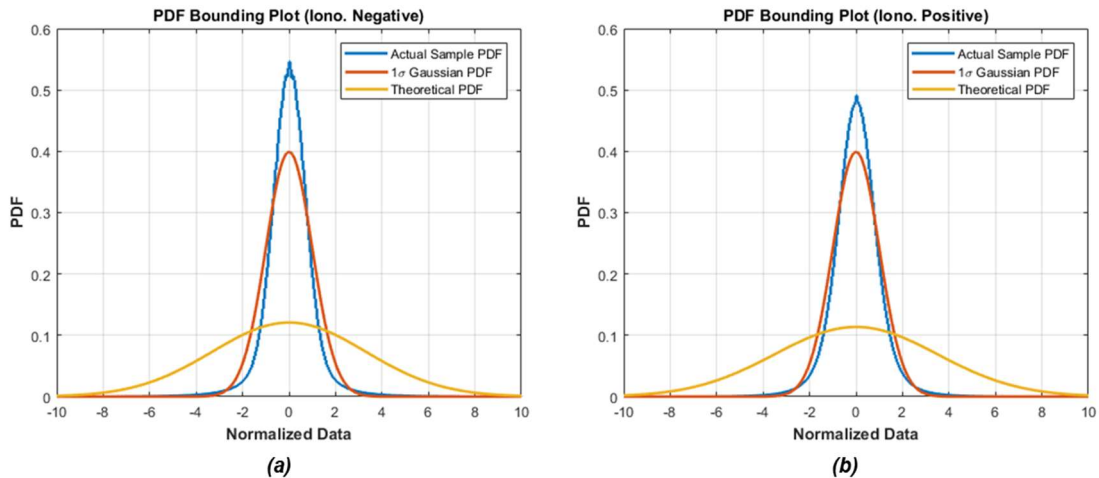 PDF Bounding Plot (Iono. Negative)
0.6
0.5
0.4
0.3
0.2
0.1
0
PDF
Actual Sample PDF
1σ Gaussian PDF
Theoretical PDF
-10 -8 -6 -4 -2 0 2 4 6 8 10
Normalized Data
(a)
PDF Bounding Plot (Iono. Positive)
0.6
0.5
0.4
0.3
0.2
0.1
0
PDF
Actual Sample PDF
1σ Gaussian PDF
Theoretical PDF
-10 -8 -6 -4 -2 0 2 4 6 8 10
Normalized Data
(b)